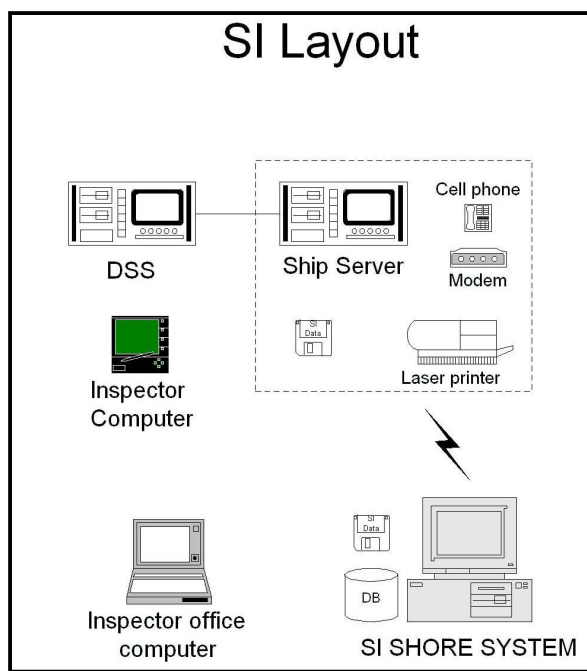 SI Layout
Cell phone
DSS
Ship Server
Modem
SI
Data
Laser printer
Inspector
Computer
SI
Data
DB
Inspector office
computer
SI SHORE SYSTEM